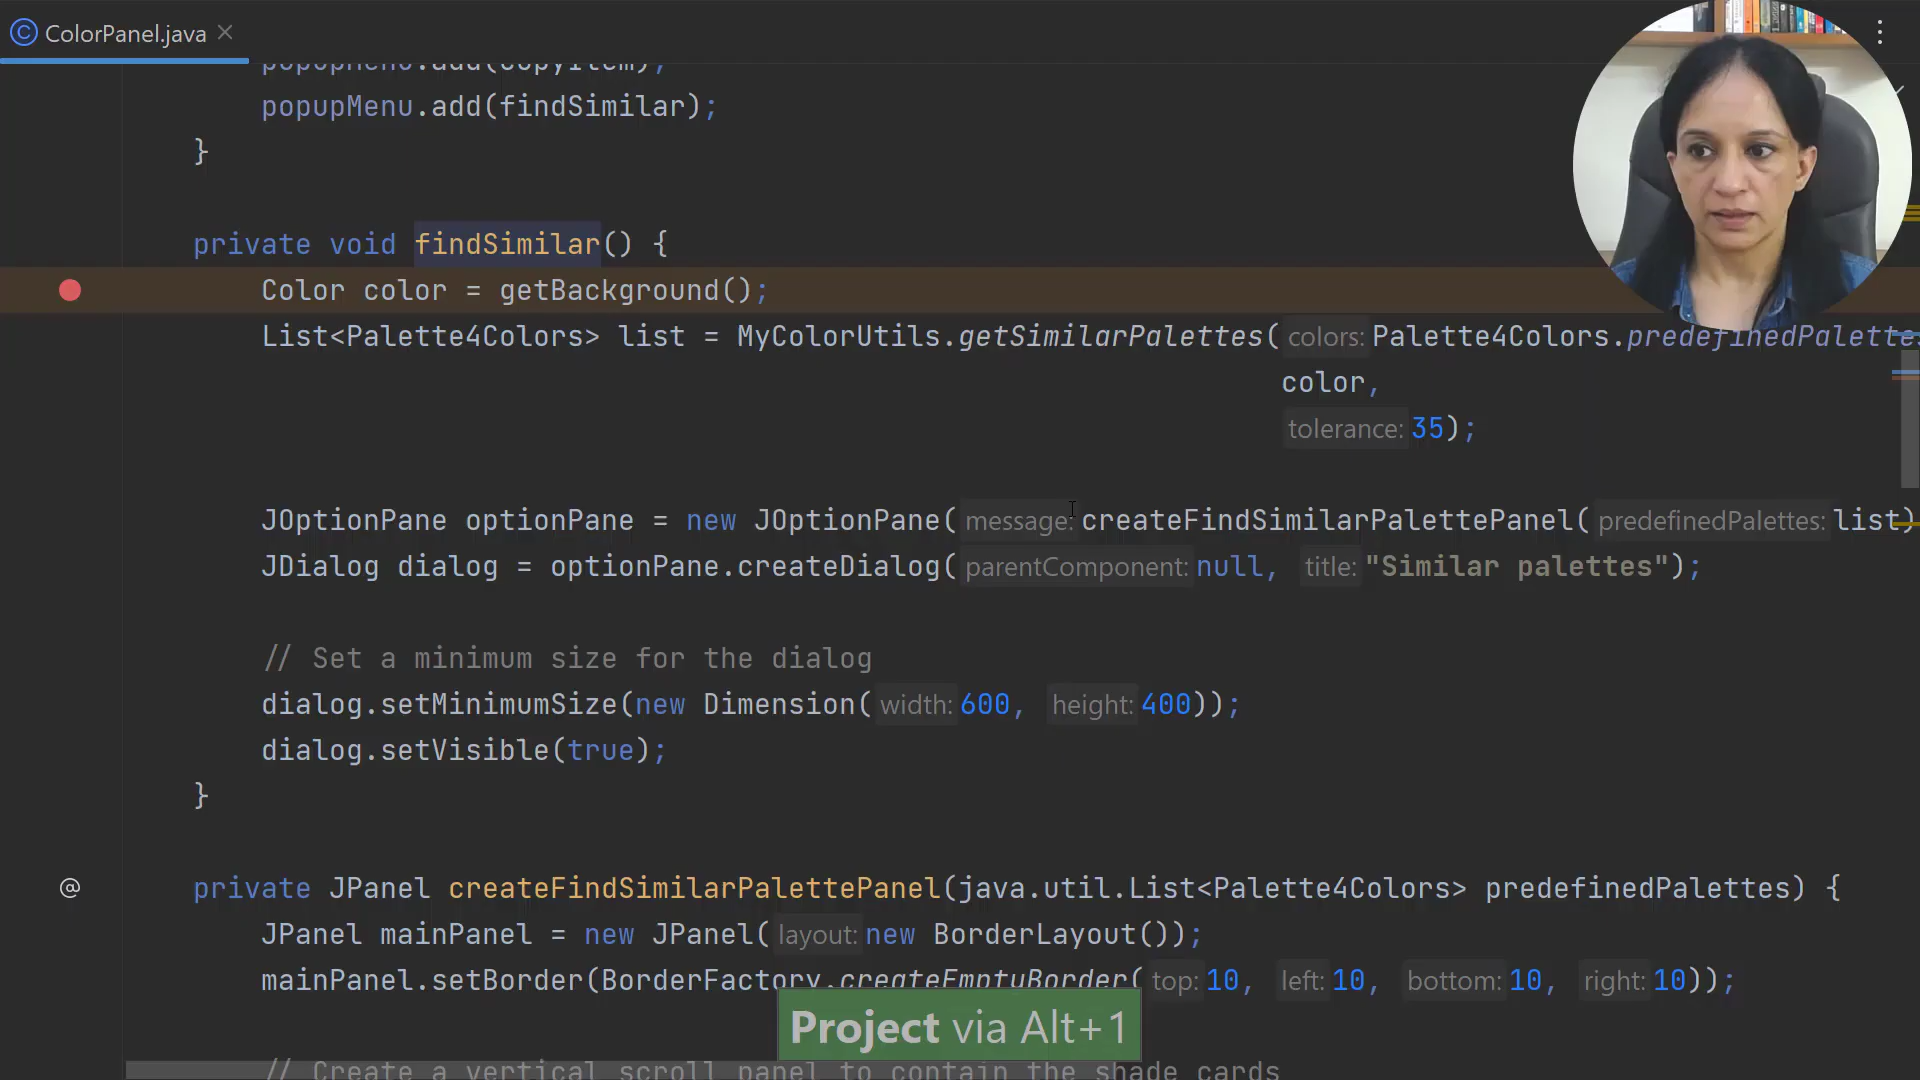 ColorPanel.java
popupMenu.add(copyItem);
popupMenu.add(findSimilar);
}
private void findSimilar() {
Color color = getBackground();
List<Palette4Colors> list = MyColorUtils.getSimilarPalettes( colors: Palette4Colors.predefinedPalettes
color,
tolerance: 35);
JOptionPane optionPane = new JOptionPane( message: createFindSimilarPalettePanel( predefinedPalettes: list)
JDialog dialog = optionPane.createDialog( parentComponent: null, title: "Similar palettes");
// Set a minimum size for the dialog
dialog.setMinimumSize(new Dimension( width: 600, height: 400));
dialog.setVisible(true);
}
@ private JPanel createFindSimilarPalettePanel(java.util.List<Palette4Colors> predefinedPalettes) {
JPanel mainPanel = new JPanel( layout: new BorderLayout());
mainPanel.setBorder(BorderFactory.createEmptyBorder( top: 10, left: 10, bottom: 10, right: 10));
Project via Alt+1
// Create a vertical scroll panel to contain the shade cards